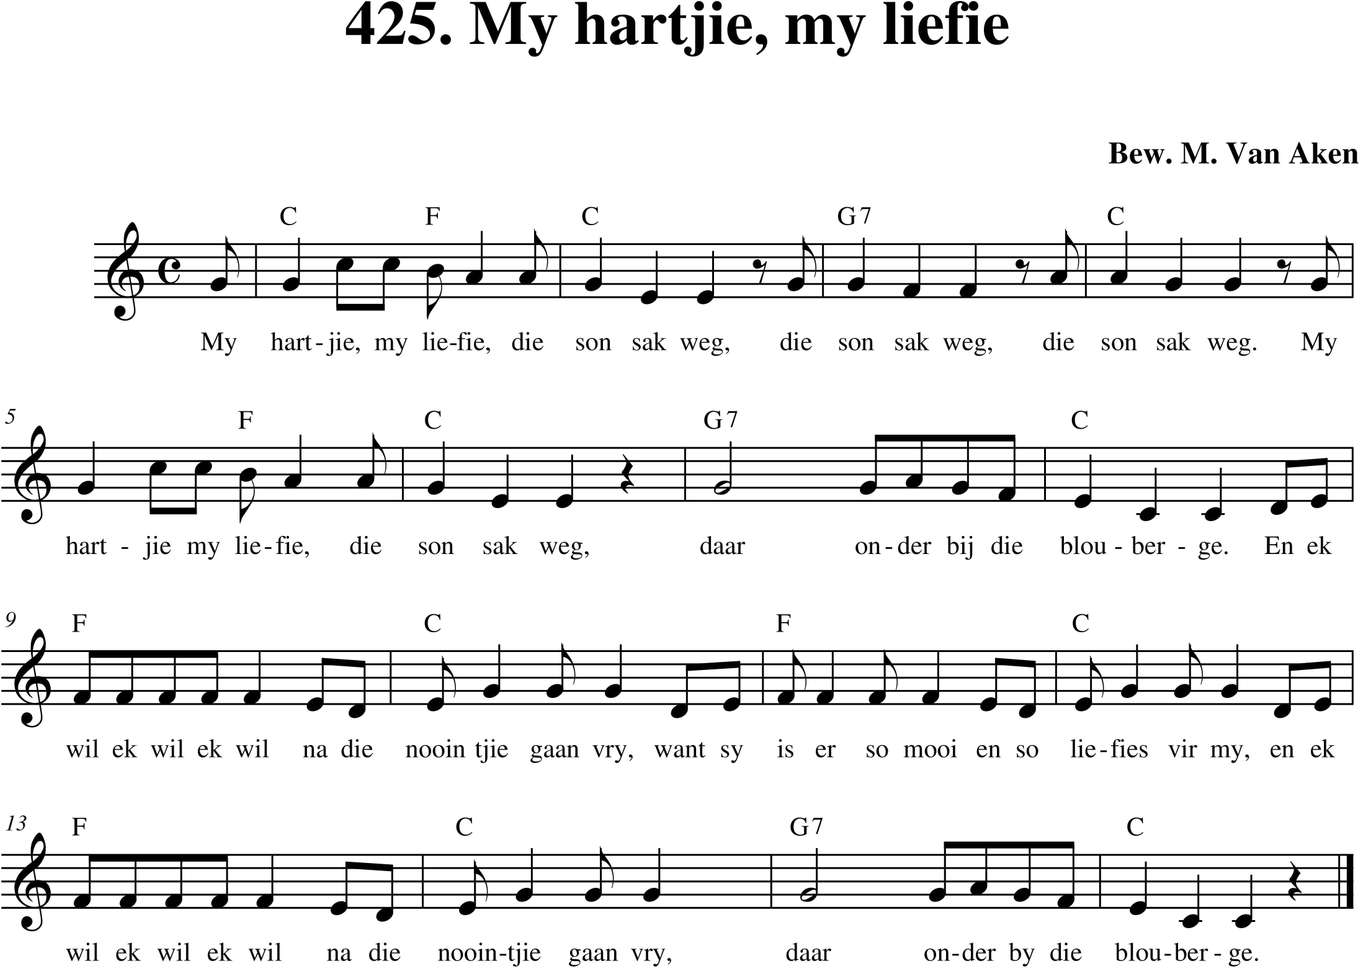 425. My hartjie, my liefie
Bew. M. Van Aken
C F C G7 C
My hart-jie, my lie-fie, die son sak weg, die son sak weg, die son sak weg. My
5 F C G7 C
hart - jie my lie-fie, die son sak weg, daar on-der bij die blou-ber-ge. En ek
9 F C F C
wil ek wil ek wil na die nooin tjie gaan vry, want sy is er so mooi en so lie-fies vir my, en ek
13 F C G7 C
wil ek wil ek wil na die nooin-tjie gaan vry, daar on-der by die blou-ber-ge.